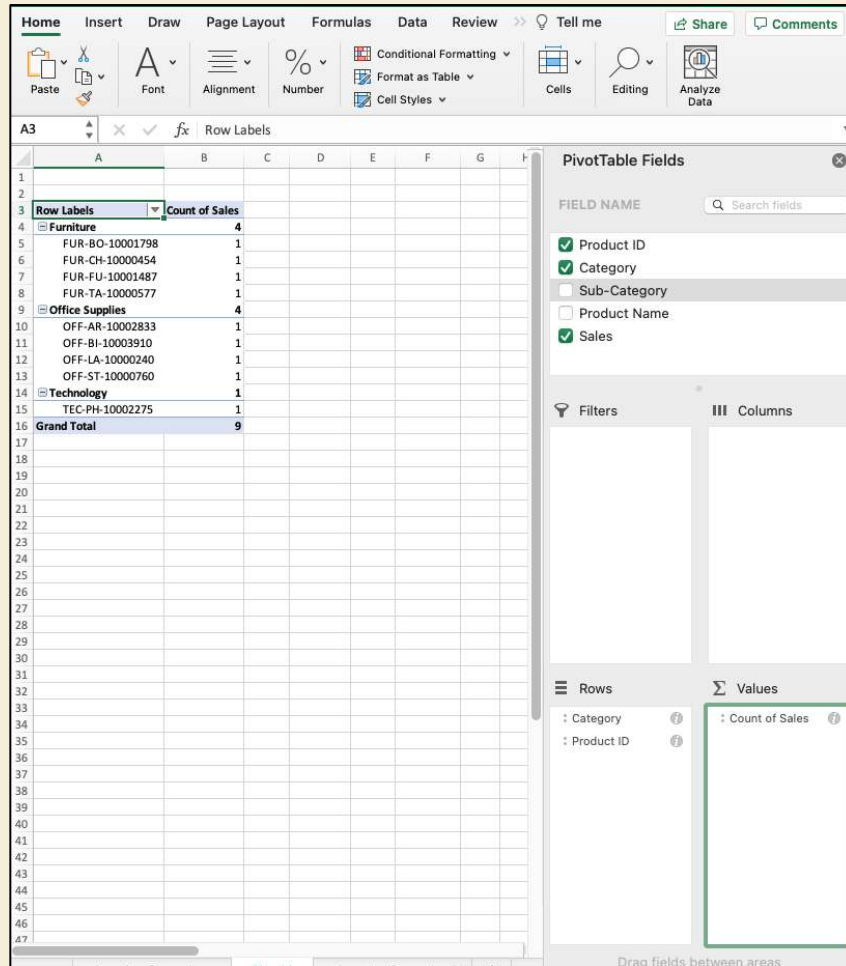 Home Insert Draw Page Layout Formulas Data Review >> Tell me Share Comments
Paste Font Alignment Number Conditional Formatting Format as Table Cell Styles Cells Editing Analyze Data
A3 fx Row Labels
A B C D E F G
1
2
3 Row Labels Count of Sales
4 Furniture 4
5 FUR-BO-10001798 1
6 FUR-CH-10000454 1
7 FUR-FU-10001487 1
8 FUR-TA-10000577 1
9 Office Supplies 4
10 OFF-AR-10002833 1
11 OFF-BI-10003910 1
12 OFF-LA-10000240 1
13 OFF-ST-10000760 1
14 Technology 1
15 TEC-PH-10002275 1
16 Grand Total 9
17
18
19
20
21
22
23
24
25
26
27
28
29
30
31
32
33
34
35
36
37
38
39
40
41
42
43
44
45
46
47
PivotTable Fields
FIELD NAME Search fields
Product ID
Category
Sub-Category
Product Name
Sales
Filters Columns
Rows Σ Values
Category Count of Sales
Product ID
Drag fields between areas